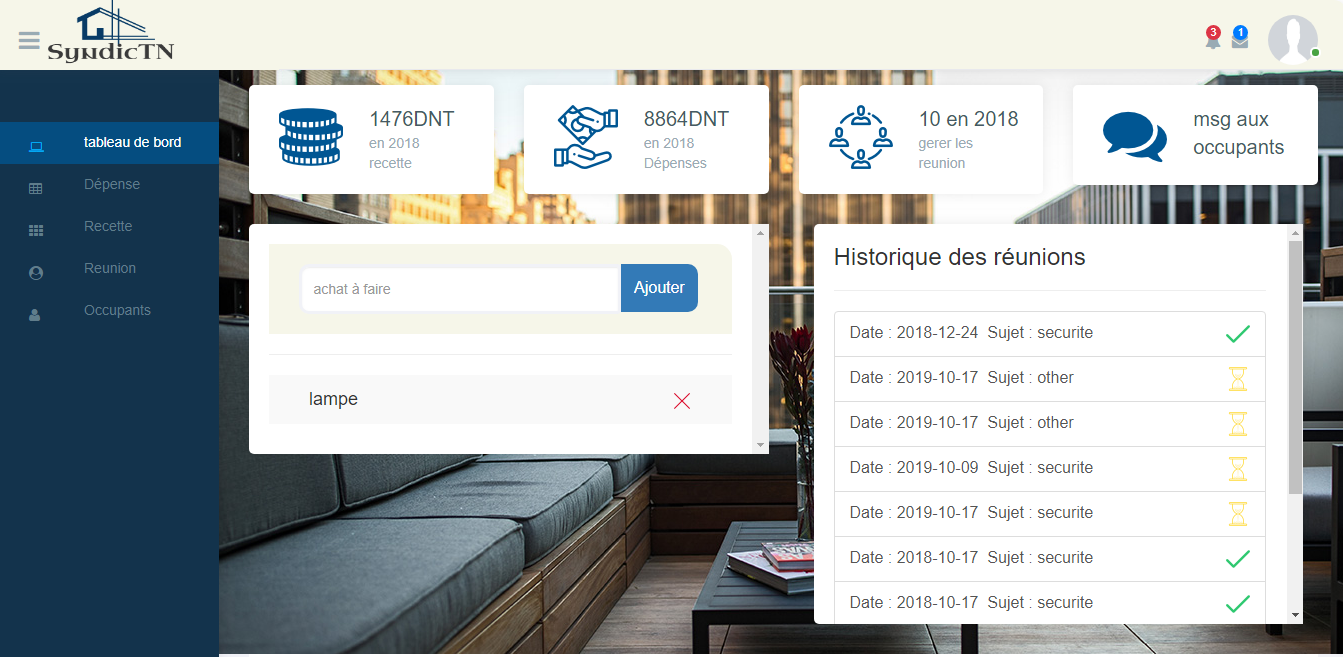 SyndicTN
3
1
tableau de bord
Dépense
Recette
Reunion
Occupants
1476DNT
en 2018
recette
8864DNT
en 2018
Dépenses
10 en 2018
gerer les
reunion
msg aux
occupants
achat à faire
Ajouter
lampe
Historique des réunions
Date : 2018-12-24 Sujet : securite
Date : 2019-10-17 Sujet : other
Date : 2019-10-17 Sujet : other
Date : 2019-10-09 Sujet : securite
Date : 2019-10-17 Sujet : securite
Date : 2018-10-17 Sujet : securite
Date : 2018-10-17 Sujet : securite